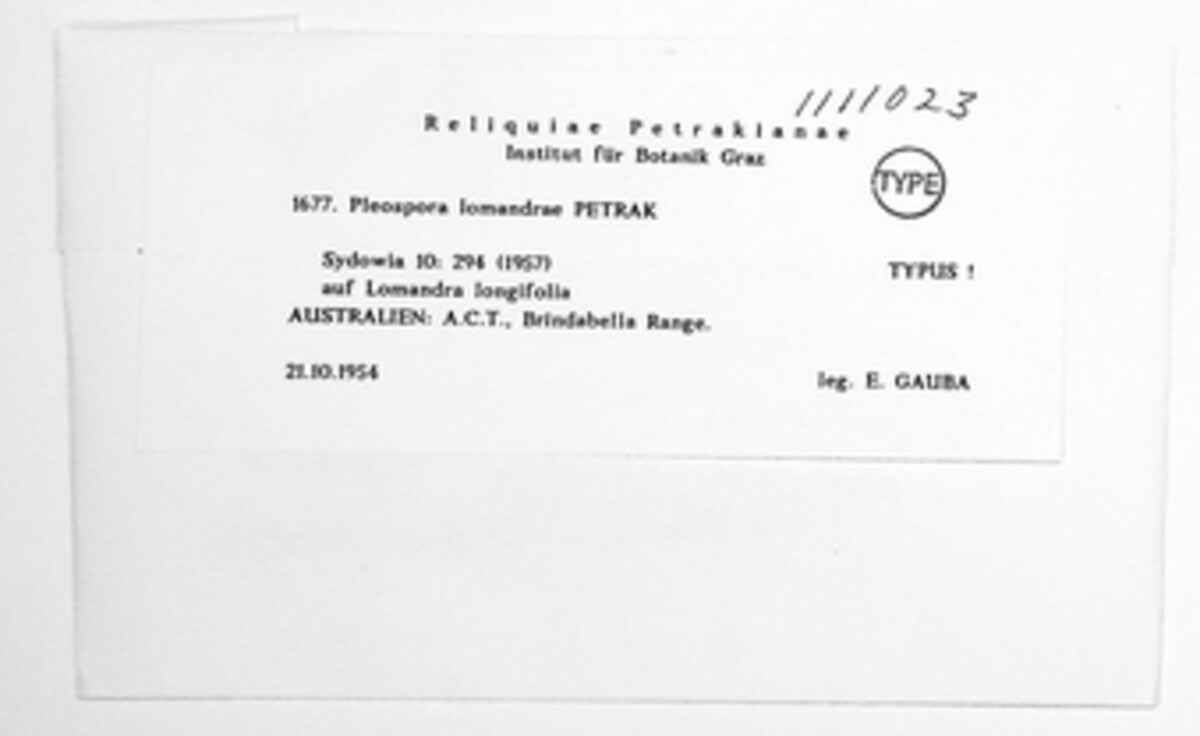 1111023
Reliquiae Petrakianae
Institut für Botanik Graz
TYPE
1677. Pleospora lomandrae PETRAK
Sydowia 10: 294 (1957)
TYPUS !
auf Lomandra longifolia
AUSTRALIEN: A.C.T., Brindabella Range.
21.10.1954
leg. E. GAUBA